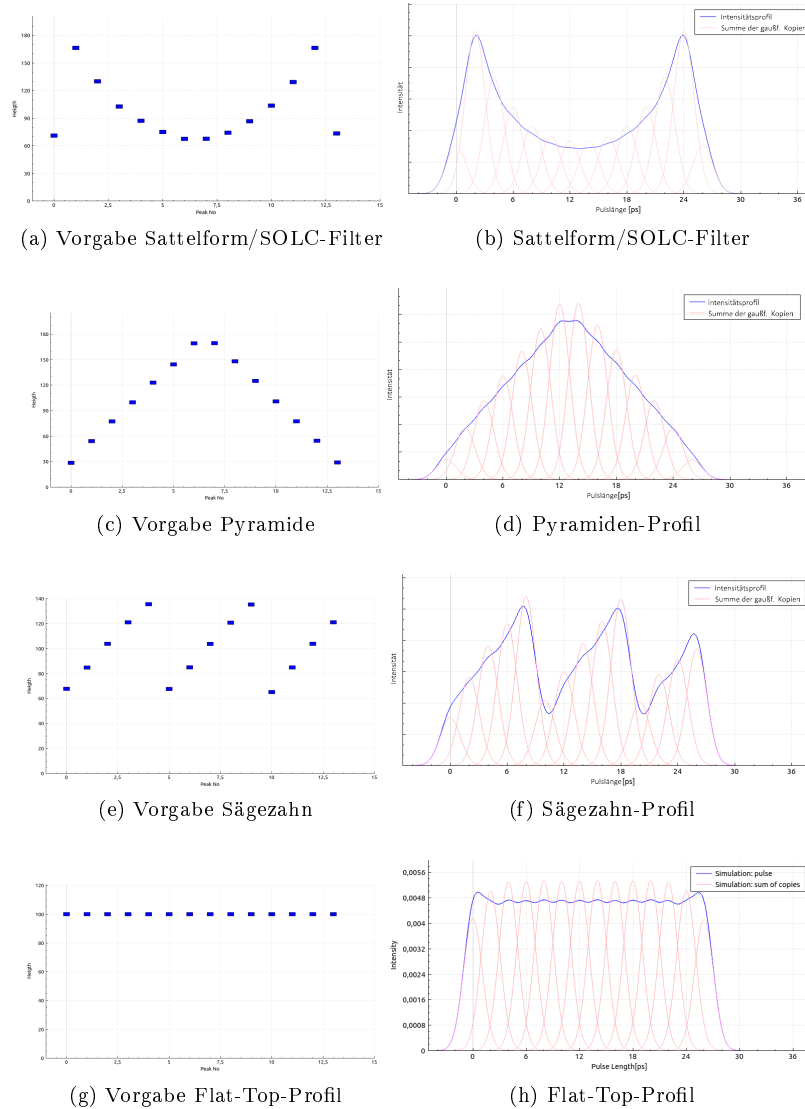 180
150
120
90
60
30
0
Heigth
0
2,5
5
7,5
10
12,5
15
Peak No
Intensitätsprofil
Summe der gaußf. Kopien
Intensität
0
6
12
18
24
30
36
Pulslänge [ps]
(a) Vorgabe Sattelform/SOLC-Filter
(b) Sattelform/SOLC-Filter
180
150
120
90
60
30
0
Heigth
0
2,5
5
7,5
10
12,5
15
Peak No
Intensitätsprofil
Summe der gaußf. Kopien
Intensität
0
6
12
18
24
30
36
Pulslänge[ps]
(c) Vorgabe Pyramide
(d) Pyramiden-Profil
140
120
100
80
60
40
20
0
Heigth
0
2,5
5
7,5
10
12,5
15
Peak No
Intensitätsprofil
Summe der gaußf. Kopien
Intensität
0
6
12
18
24
30
36
Pulslänge[ps]
(e) Vorgabe Sägezahn
(f) Sägezahn-Profil
120
100
80
60
40
20
0
Heigth
0
2,5
5
7,5
10
12,5
15
Peak No
Simulation: pulse
Simulation: sum of copies
0,0056
0,0048
0,004
0,0032
0,0024
0,0016
0,0008
0
Intensity
0
6
12
18
24
30
36
Pulse Length[ps]
(g) Vorgabe Flat-Top-Profil
(h) Flat-Top-Profil